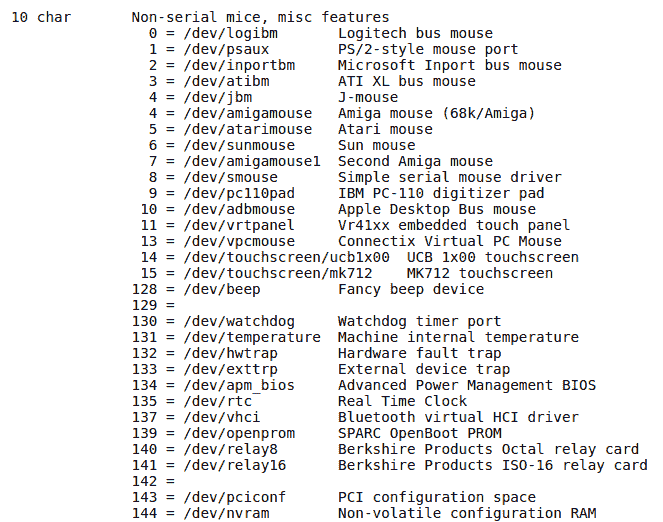 10 char       Non-serial mice, misc features
                0 = /dev/logibm       Logitech bus mouse
                1 = /dev/psaux        PS/2-style mouse port
                2 = /dev/inportbm     Microsoft Inport bus mouse
                3 = /dev/atibm        ATI XL bus mouse
                4 = /dev/jbm          J-mouse
                4 = /dev/amigamouse   Amiga mouse (68k/Amiga)
                5 = /dev/atarimouse   Atari mouse
                6 = /dev/sunmouse     Sun mouse
                7 = /dev/amigamouse1  Second Amiga mouse
                8 = /dev/smouse       Simple serial mouse driver
                9 = /dev/pc110pad     IBM PC-110 digitizer pad
               10 = /dev/adbmouse     Apple Desktop Bus mouse
               11 = /dev/vrtpanel     Vr41xx embedded touch panel
               13 = /dev/vpcmouse     Connectix Virtual PC Mouse
               14 = /dev/touchscreen/ucb1x00  UCB 1x00 touchscreen
               15 = /dev/touchscreen/mk712    MK712 touchscreen
              128 = /dev/beep         Fancy beep device
              129 =
              130 = /dev/watchdog     Watchdog timer port
              131 = /dev/temperature  Machine internal temperature
              132 = /dev/hwtrap       Hardware fault trap
              133 = /dev/exttrp       External device trap
              134 = /dev/apm_bios     Advanced Power Management BIOS
              135 = /dev/rtc          Real Time Clock
              137 = /dev/vhci         Bluetooth virtual HCI driver
              139 = /dev/openprom     SPARC OpenBoot PROM
              140 = /dev/relay8       Berkshire Products Octal relay card
              141 = /dev/relay16      Berkshire Products ISO-16 relay card
              142 =
              143 = /dev/pciconf      PCI configuration space
              144 = /dev/nvram        Non-volatile configuration RAM